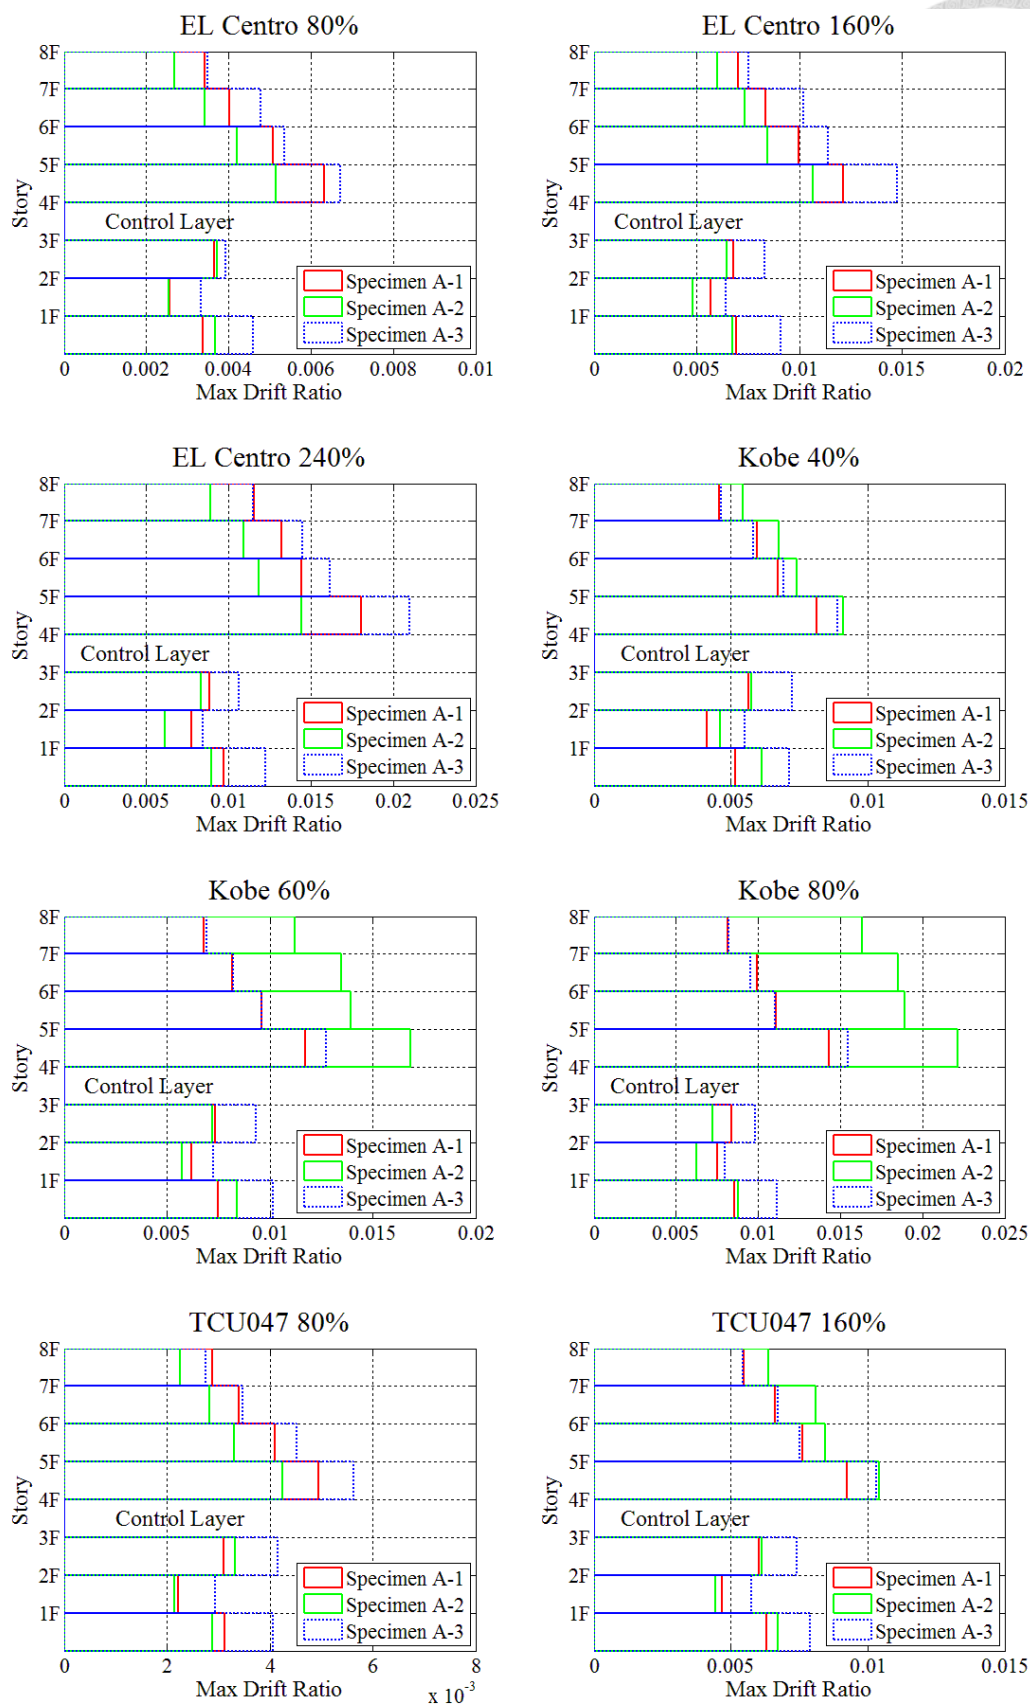 EL Centro 80%
8F
7F
6F
5F
4F
3F
2F
1F
Story
Control Layer
Specimen A-1
Specimen A-2
Specimen A-3
0 0.002 0.004 0.006 0.008 0.01
Max Drift Ratio
EL Centro 160%
8F
7F
6F
5F
4F
3F
2F
1F
Story
Control Layer
Specimen A-1
Specimen A-2
Specimen A-3
0 0.005 0.01 0.015 0.02
Max Drift Ratio
EL Centro 240%
8F
7F
6F
5F
4F
3F
2F
1F
Story
Control Layer
Specimen A-1
Specimen A-2
Specimen A-3
0 0.005 0.01 0.015 0.02 0.025
Max Drift Ratio
Kobe 40%
8F
7F
6F
5F
4F
3F
2F
1F
Story
Control Layer
Specimen A-1
Specimen A-2
Specimen A-3
0 0.005 0.01 0.015
Max Drift Ratio
Kobe 60%
8F
7F
6F
5F
4F
3F
2F
1F
Story
Control Layer
Specimen A-1
Specimen A-2
Specimen A-3
0 0.005 0.01 0.015 0.02
Max Drift Ratio
Kobe 80%
8F
7F
6F
5F
4F
3F
2F
1F
Story
Control Layer
Specimen A-1
Specimen A-2
Specimen A-3
0 0.005 0.01 0.015 0.02 0.025
Max Drift Ratio
TCU047 80%
8F
7F
6F
5F
4F
3F
2F
1F
Story
Control Layer
Specimen A-1
Specimen A-2
Specimen A-3
0 2 4 6 8
Max Drift Ratio
x 10⁻³
TCU047 160%
8F
7F
6F
5F
4F
3F
2F
1F
Story
Control Layer
Specimen A-1
Specimen A-2
Specimen A-3
0 0.005 0.01 0.015
Max Drift Ratio